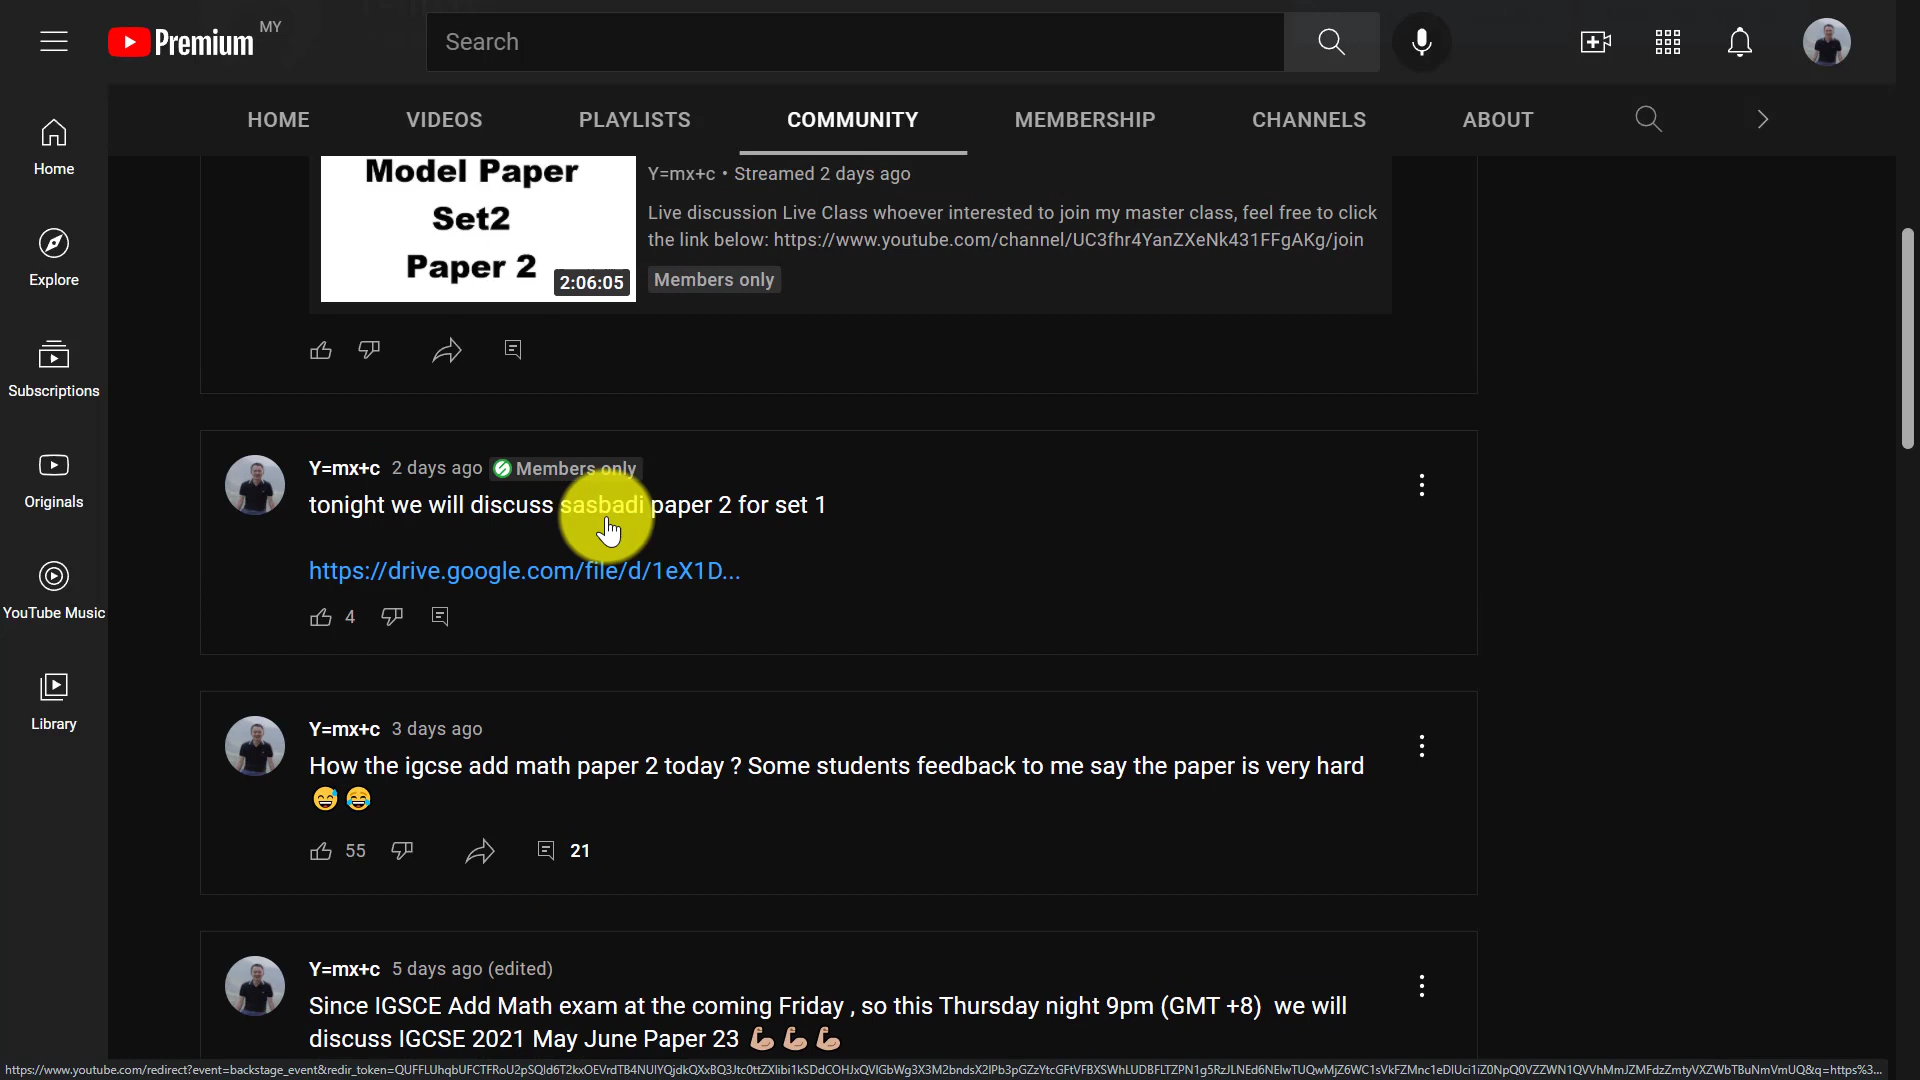 Premium MY
Search
HOME VIDEOS PLAYLISTS COMMUNITY MEMBERSHIP CHANNELS ABOUT
Home
Explore
Subscriptions
Originals
YouTube Music
Library
Model Paper
Set2
Paper 2
2:06:05
Y=mx+c • Streamed 2 days ago
Live discussion Live Class whoever interested to join my master class, feel free to click
the link below: https://www.youtube.com/channel/UC3fhr4YanZXeNk431FFgAKg/join
Members only
Y=mx+c 2 days ago Members only
tonight we will discuss sasbadi paper 2 for set 1
https://drive.google.com/file/d/1eX1D...
4
Y=mx+c 3 days ago
How the igcse add math paper 2 today ? Some students feedback to me say the paper is very hard
😅 😂
55 21
Y=mx+c 5 days ago (edited)
Since IGSCE Add Math exam at the coming Friday , so this Thursday night 9pm (GMT +8) we will
discuss IGCSE 2021 May June Paper 23 💪🏼 💪🏼 💪🏼